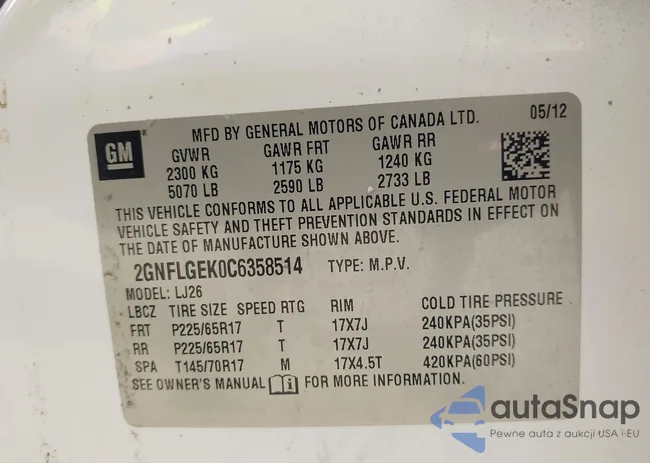 MFD BY GENERAL MOTORS OF CANADA LTD. 05/12
GM
GVWR GAWR FRT GAWR RR
2300 KG 1175 KG 1240 KG
5070 LB 2590 LB 2733 LB
THIS VEHICLE CONFORMS TO ALL APPLICABLE U.S. FEDERAL MOTOR
VEHICLE SAFETY AND THEFT PREVENTION STANDARDS IN EFFECT ON
THE DATE OF MANUFACTURE SHOWN ABOVE.
2GNFLGEK0C6358514 TYPE: M.P.V.
MODEL: LJ26
LBCZ TIRE SIZE SPEED RTG RIM COLD TIRE PRESSURE
FRT P225/65R17 T 17X7J 240KPA(35PSI)
RR P225/65R17 T 17X7J 240KPA(35PSI)
SPA T145/70R17 M 17X4.5T 420KPA(60PSI)
SEE OWNER'S MANUAL i FOR MORE INFORMATION.
autaSnap
Pewne auta z aukcji USA i EU